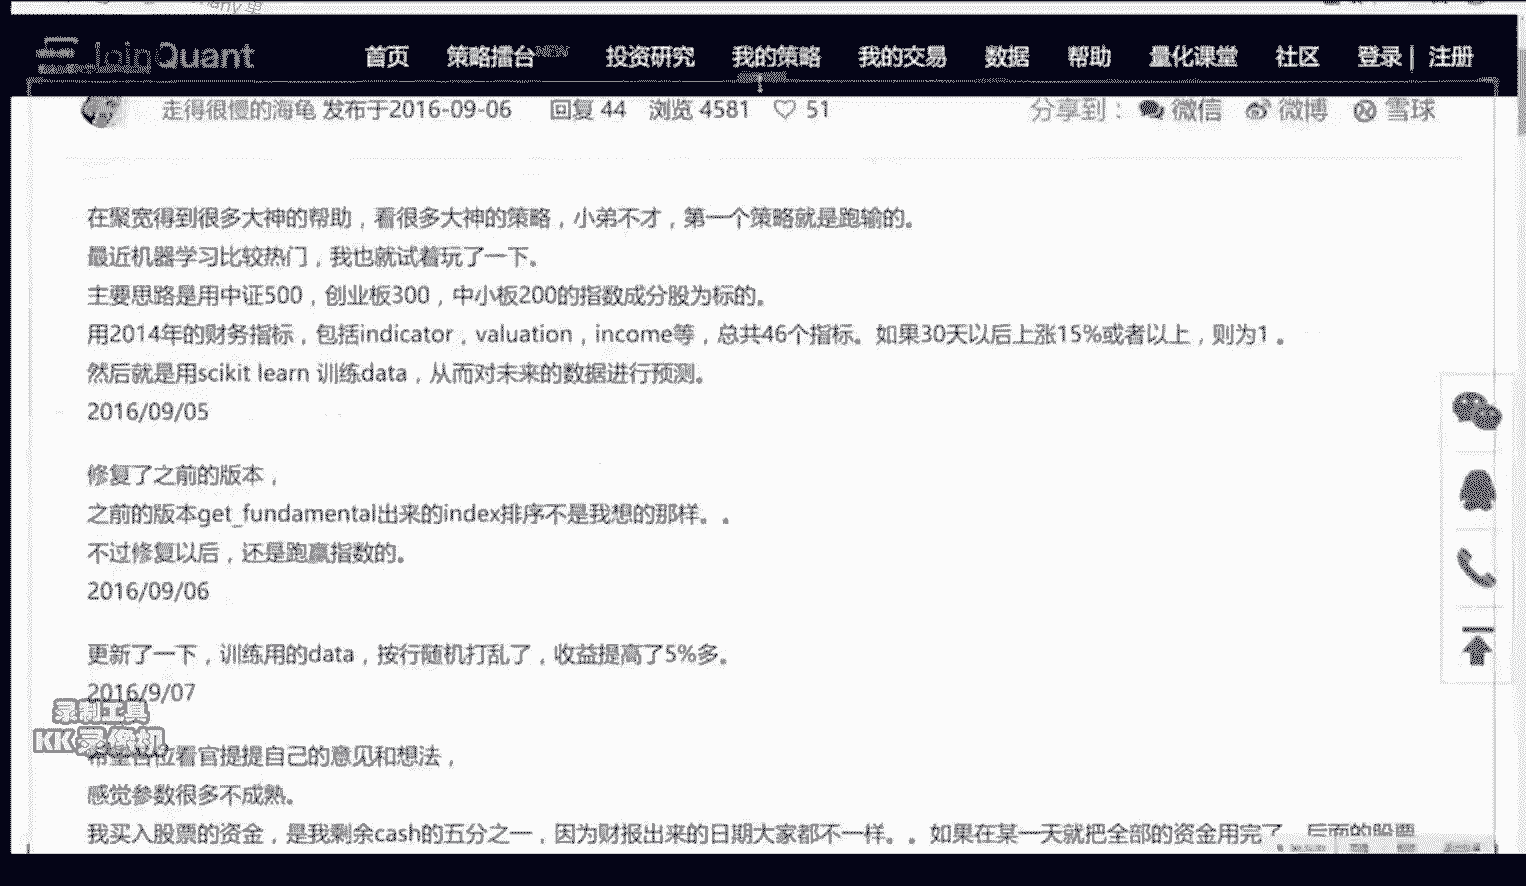 JoinQuant 首页 策略擂台NEW 投资研究 我的策略 我的交易 数据 帮助 量化课堂 社区 登录 | 注册
走得很慢的海龟 发布于2016-09-06 回复 44 浏览 4581 51 分享到： 微信 微博 雪球
在聚宽得到很多大神的帮助，看很多大神的策略，小弟不才，第一个策略就是跑输的。
最近机器学习比较热门，我也就试着玩了一下。
主要思路是用中证500，创业板300，中小板200的指数成分股为标的。
用2014年的财务指标，包括indicator，valuation，income等，总共46个指标。如果30天以后上涨15%或者以上，则为1 。
然后就是用scikit learn 训练data，从而对未来的数据进行预测。
2016/09/05
修复了之前的版本，
之前的版本get_fundamental出来的index排序不是我想的那样。。
不过修复以后，还是跑赢指数的。
2016/09/06
更新了一下，训练用的data，按行随机打乱了，收益提高了5%多。
2016/9/07
录制工具
KK录像机
希望各位看官提提自己的意见和想法，
感觉参数很多不成熟。
我买入股票的资金，是我剩余cash的五分之一，因为财报出来的日期大家都不一样。。如果在某一天就把全部的资金用完了，后面的股票